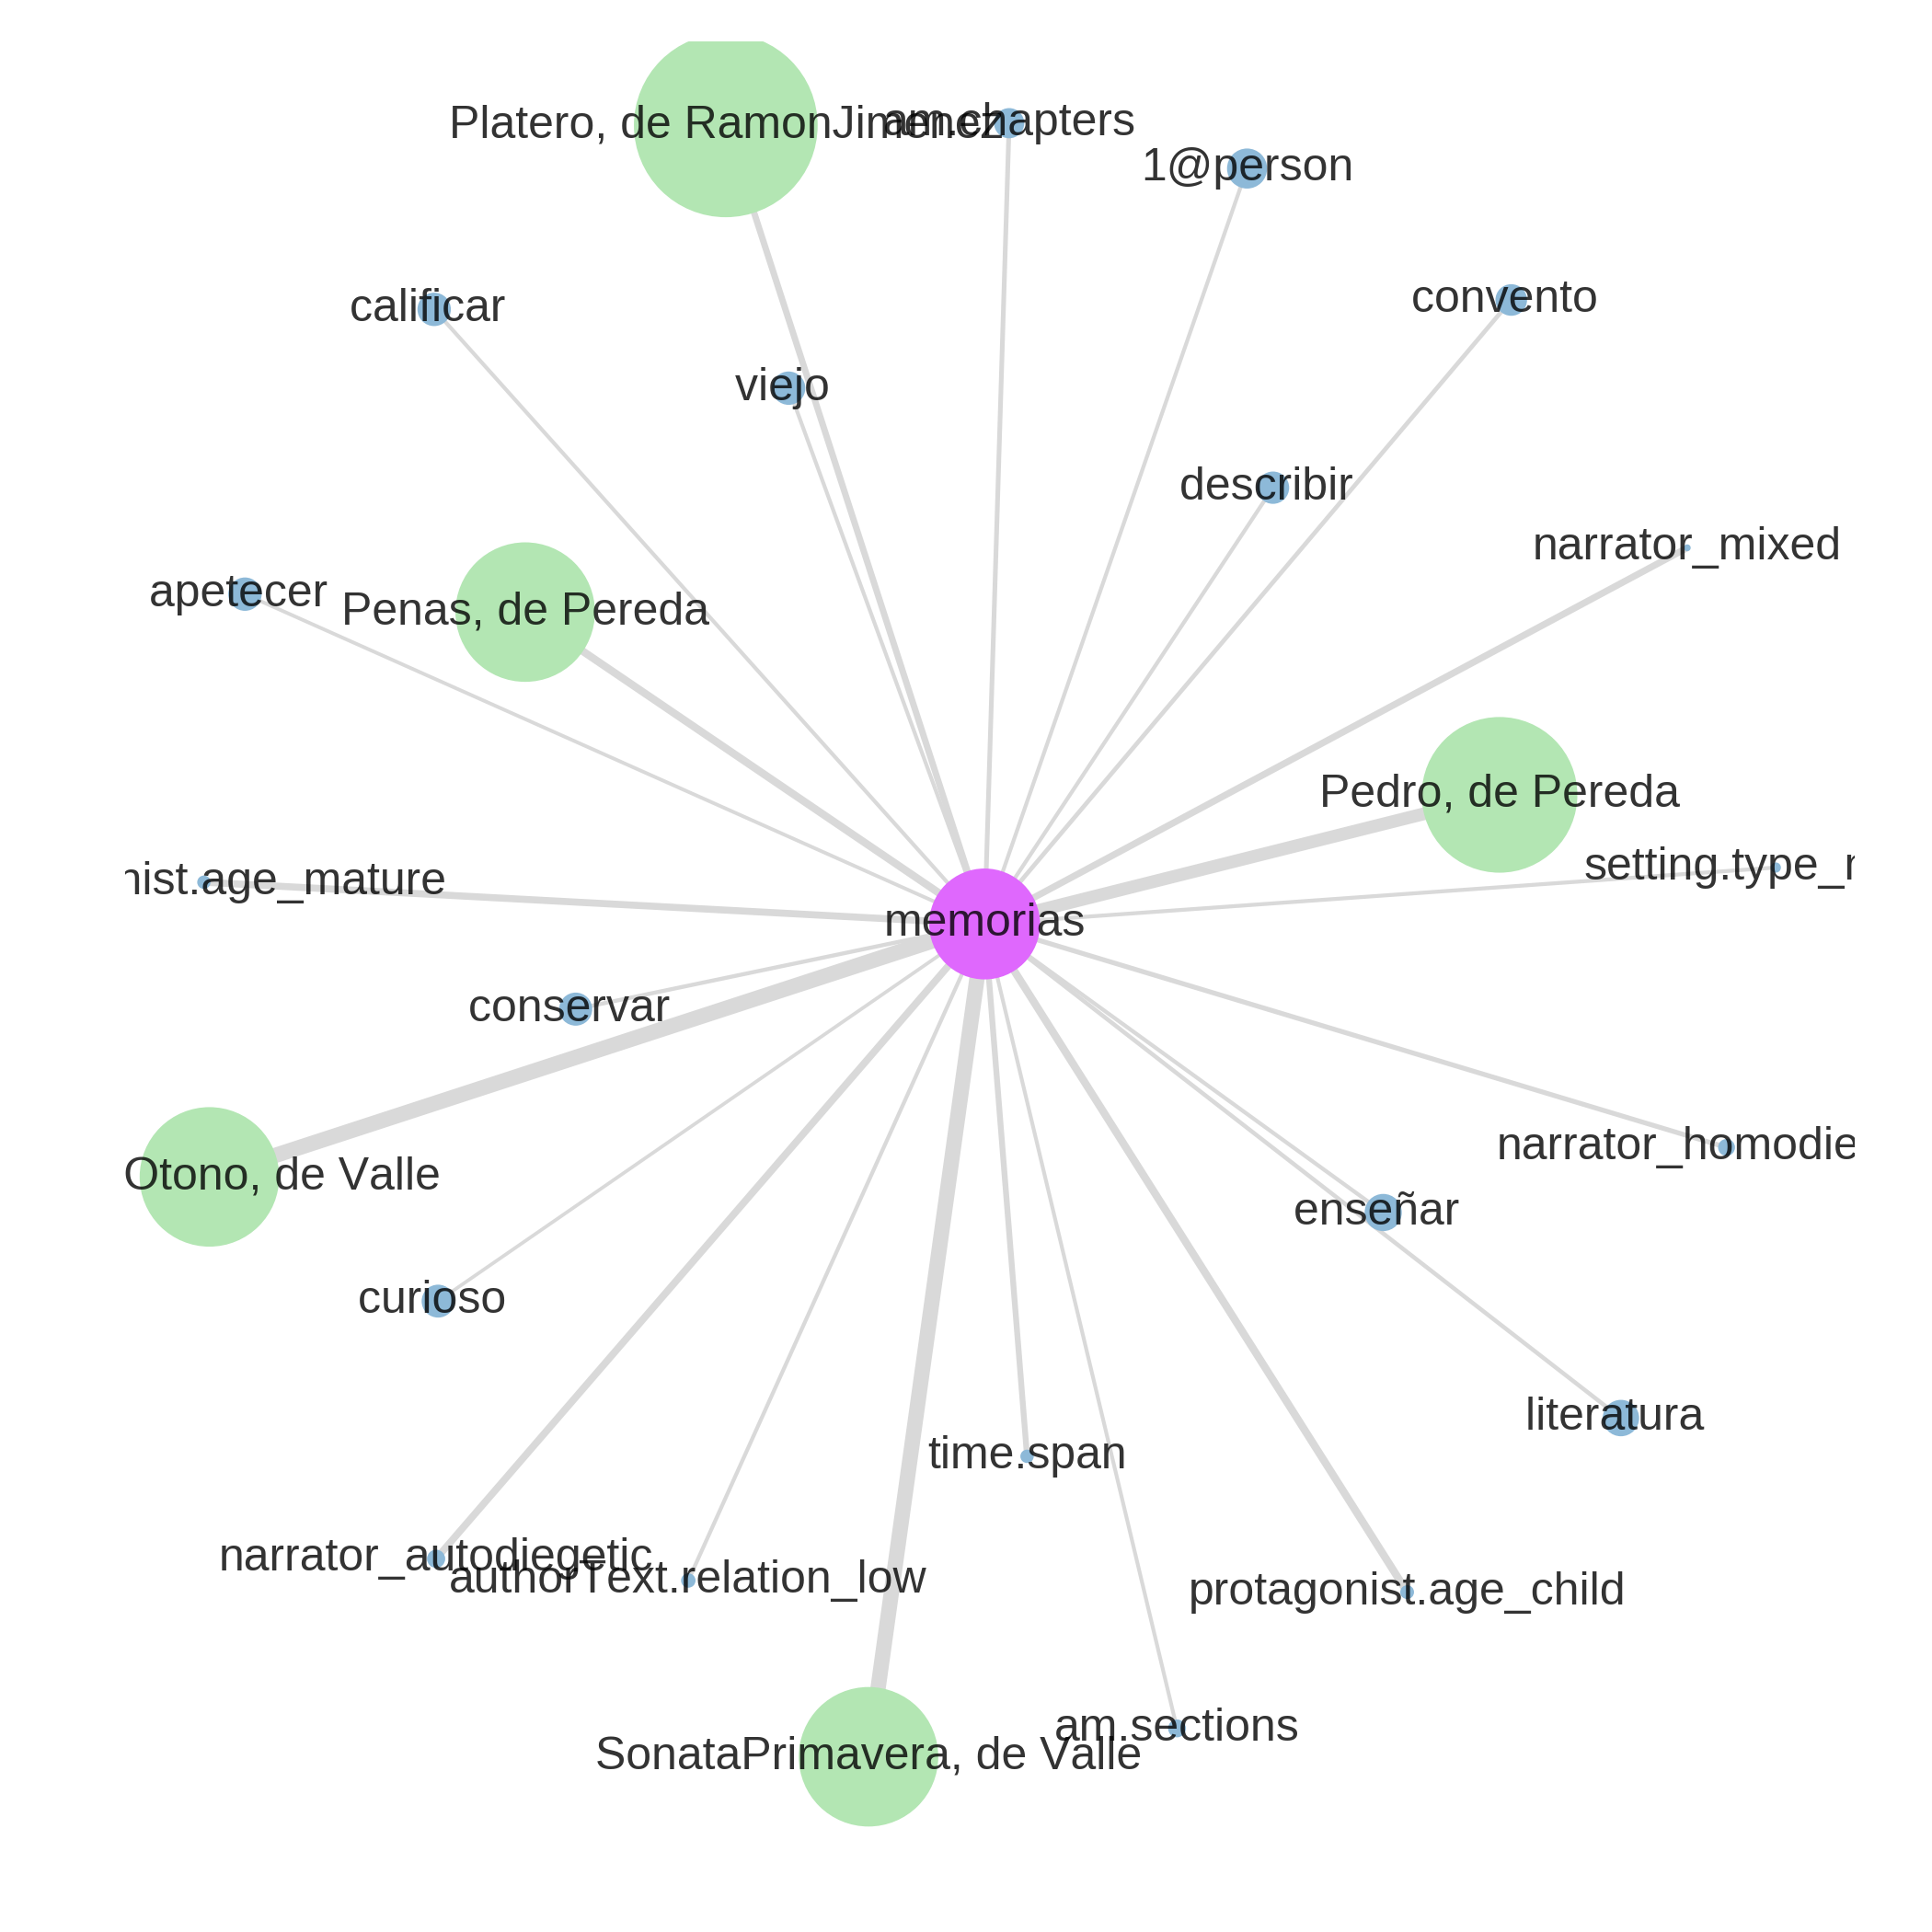 Platero, de RamonJimenez
am.chapters
1@person
calificar
convento
viejo
describir
narrator_mixed
apetecer
Penas, de Pereda
Pedro, de Pereda
setting.type_r
nist.age_mature
memorias
conservar
narrator_homodie
Otono, de Valle
enseñar
curioso
literatura
time.span
narrator_autodiegetic
authorText.relation_low
protagonist.age_child
am.sections
SonataPrimavera, de Valle